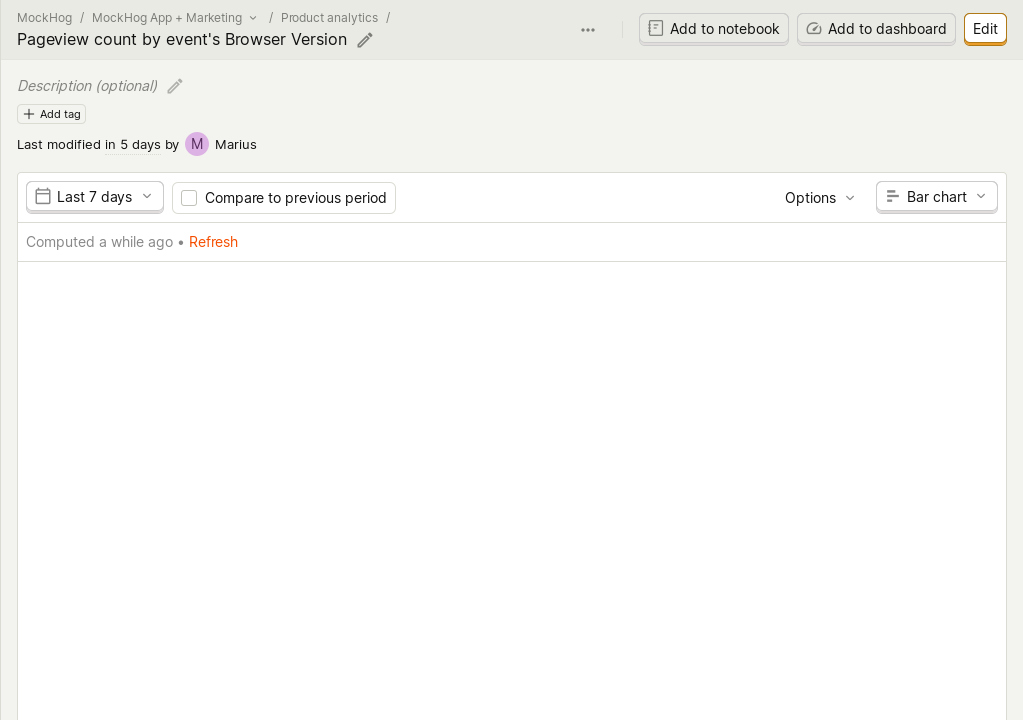 MockHog / MockHog App + Marketing / Product analytics /
Pageview count by event's Browser Version
Add to notebook
Add to dashboard
Edit
Description (optional)
Add tag
Last modified in 5 days by M Marius
Last 7 days
Compare to previous period
Options
Bar chart
Computed a while ago • Refresh